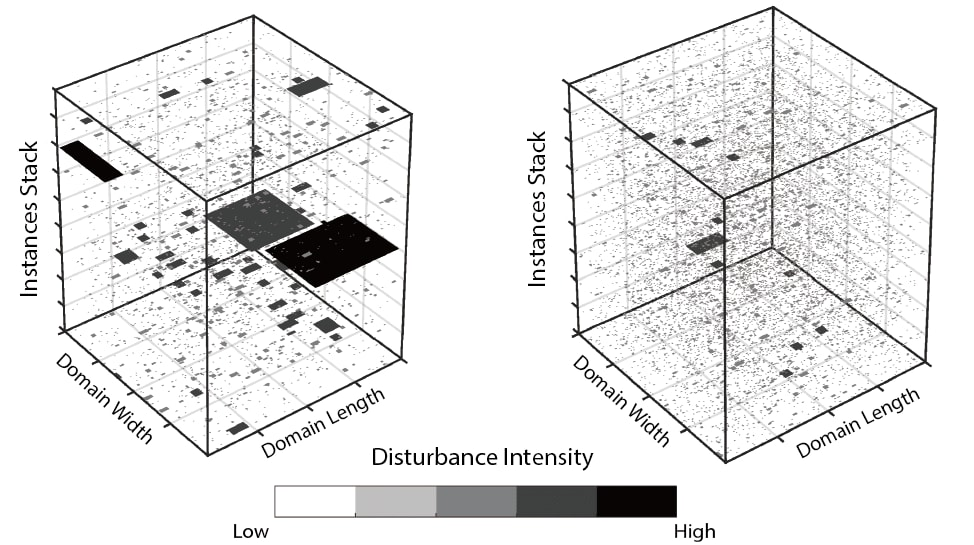 Instances Stack
Domain Width
Domain Length
Instances Stack
Domain Width
Domain Length
Disturbance Intensity
Low
High